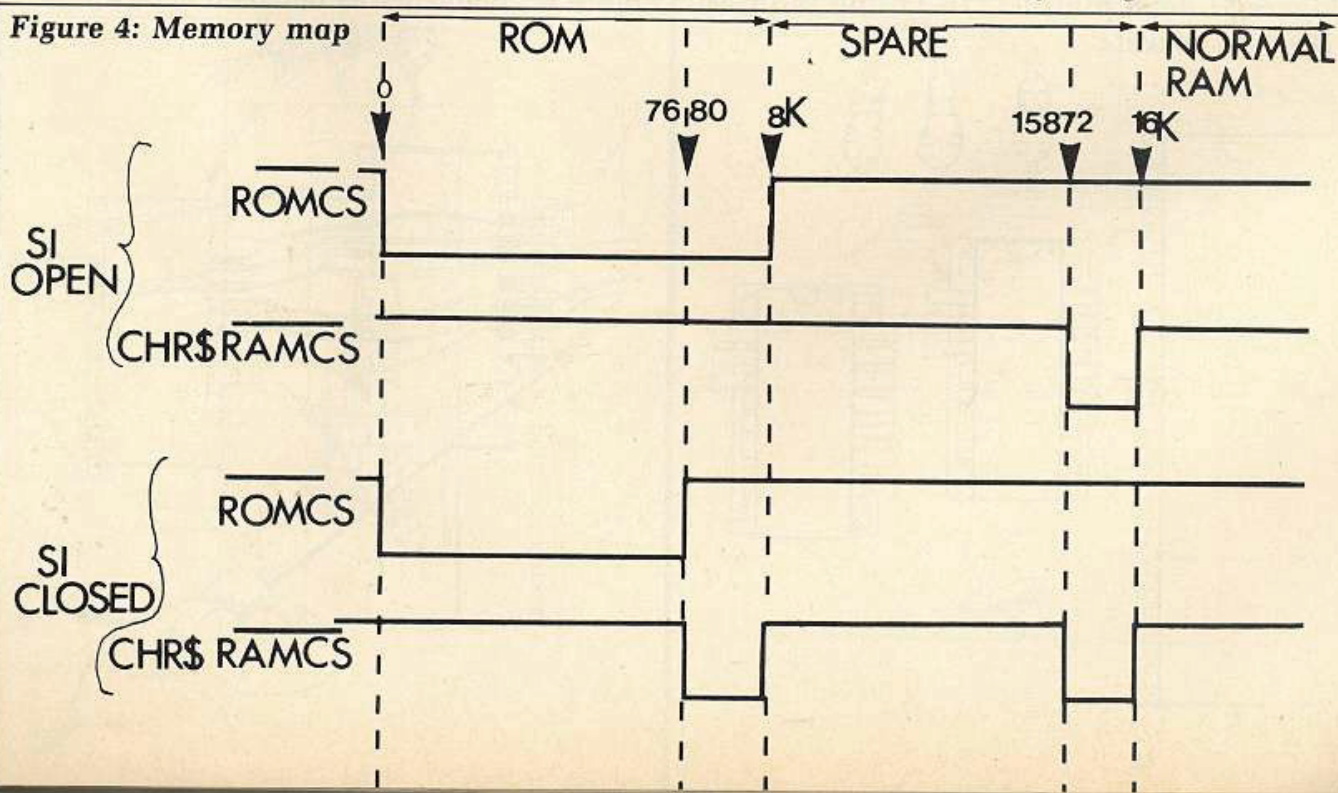 Figure 4: Memory map
ROM
SPARE
NORMAL
RAM
0
7680
8K
15872
16K
SI
OPEN
ROMCS
CHR$ RAMCS
SI
CLOSED
ROMCS
CHR$ RAMCS